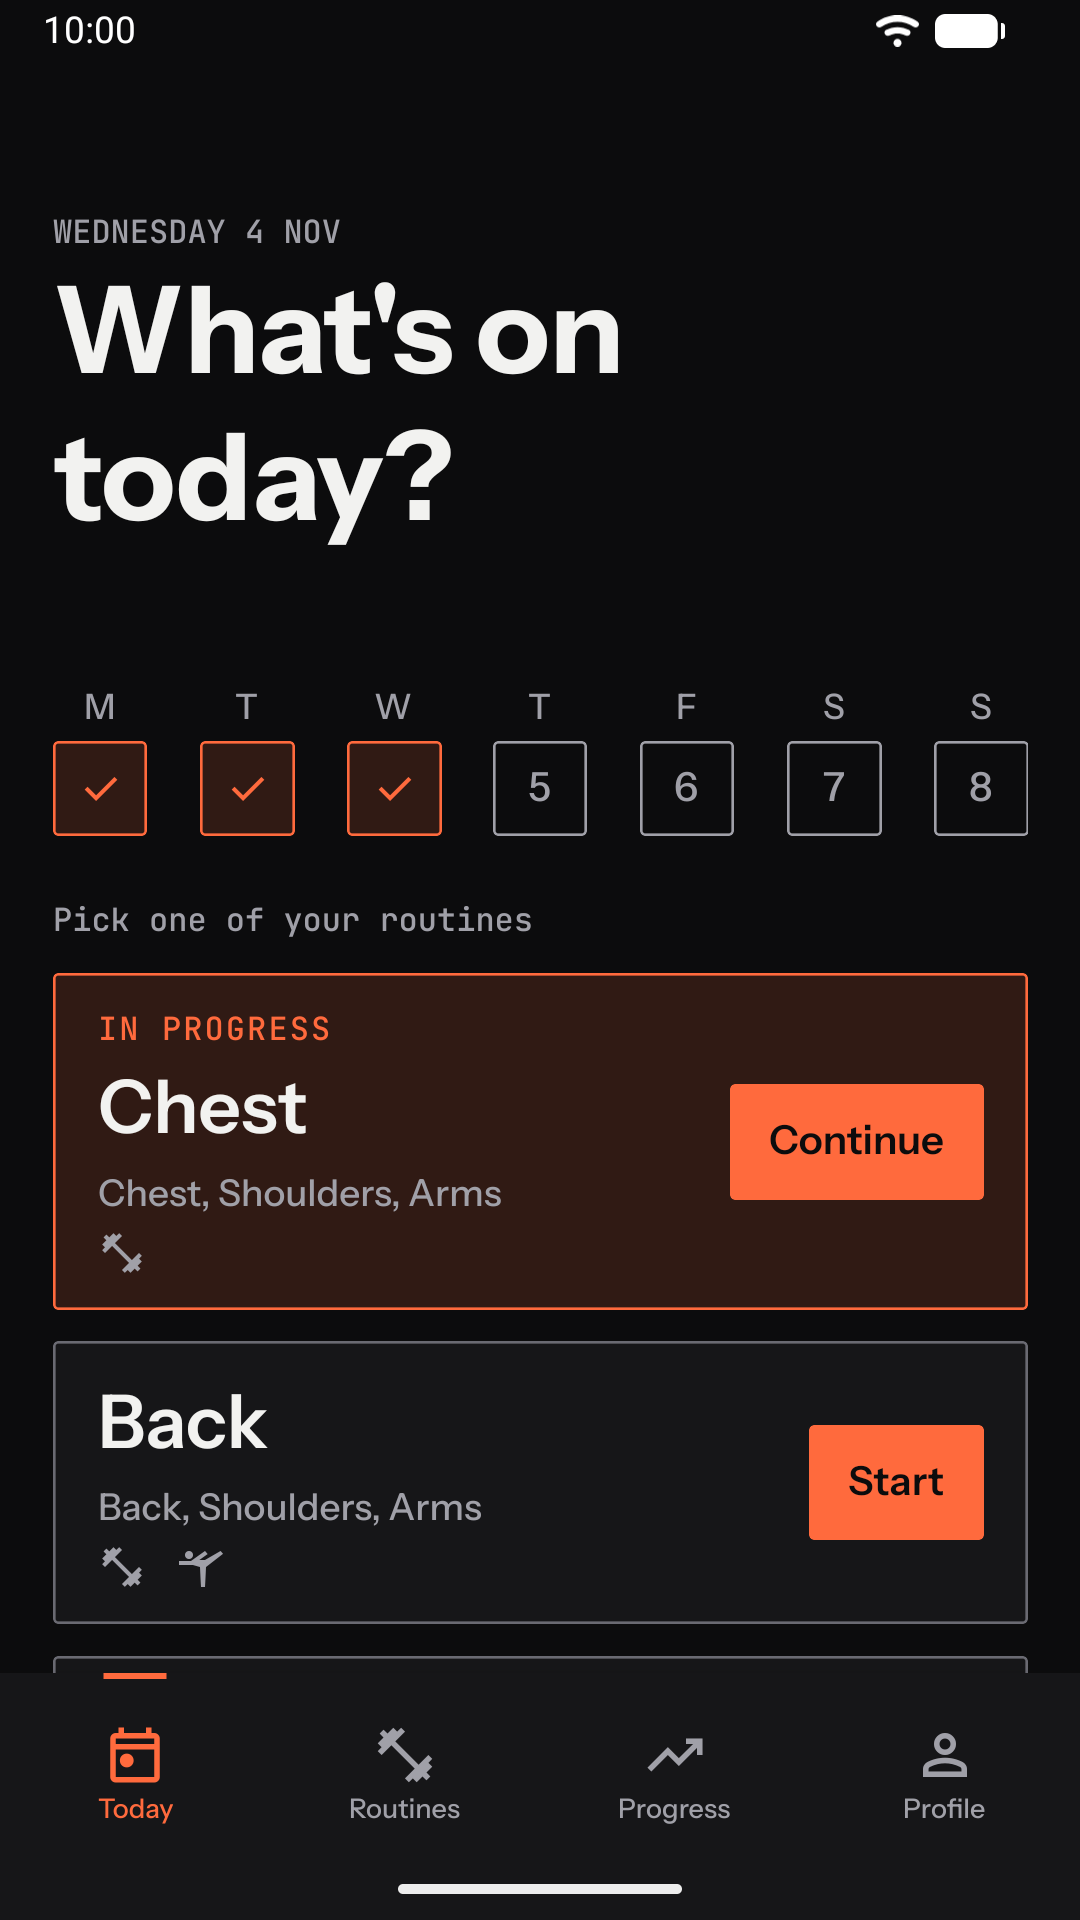 10:00
WEDNESDAY 4 NOV
What's on
today?
M T W T F S S
5 6 7 8
Pick one of your routines
IN PROGRESS
Chest
Continue
Chest, Shoulders, Arms
Back
Start
Back, Shoulders, Arms
Today Routines Progress Profile